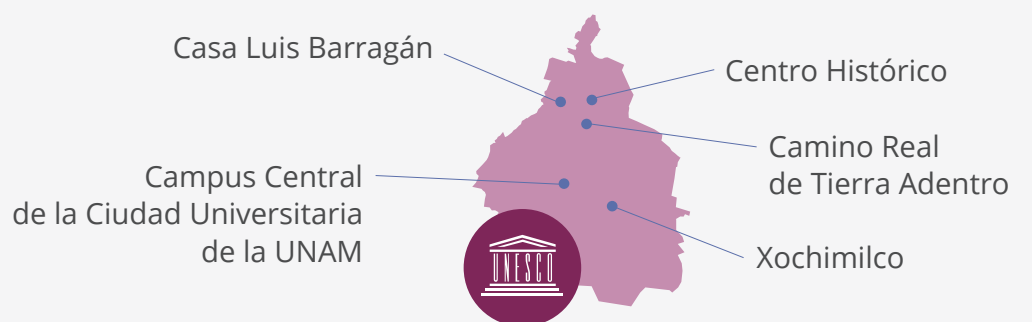 Casa Luis Barragán
Centro Histórico
Camino Real
de Tierra Adentro
Campus Central
de la Ciudad Universitaria
de la UNAM
Xochimilco
UNESCO